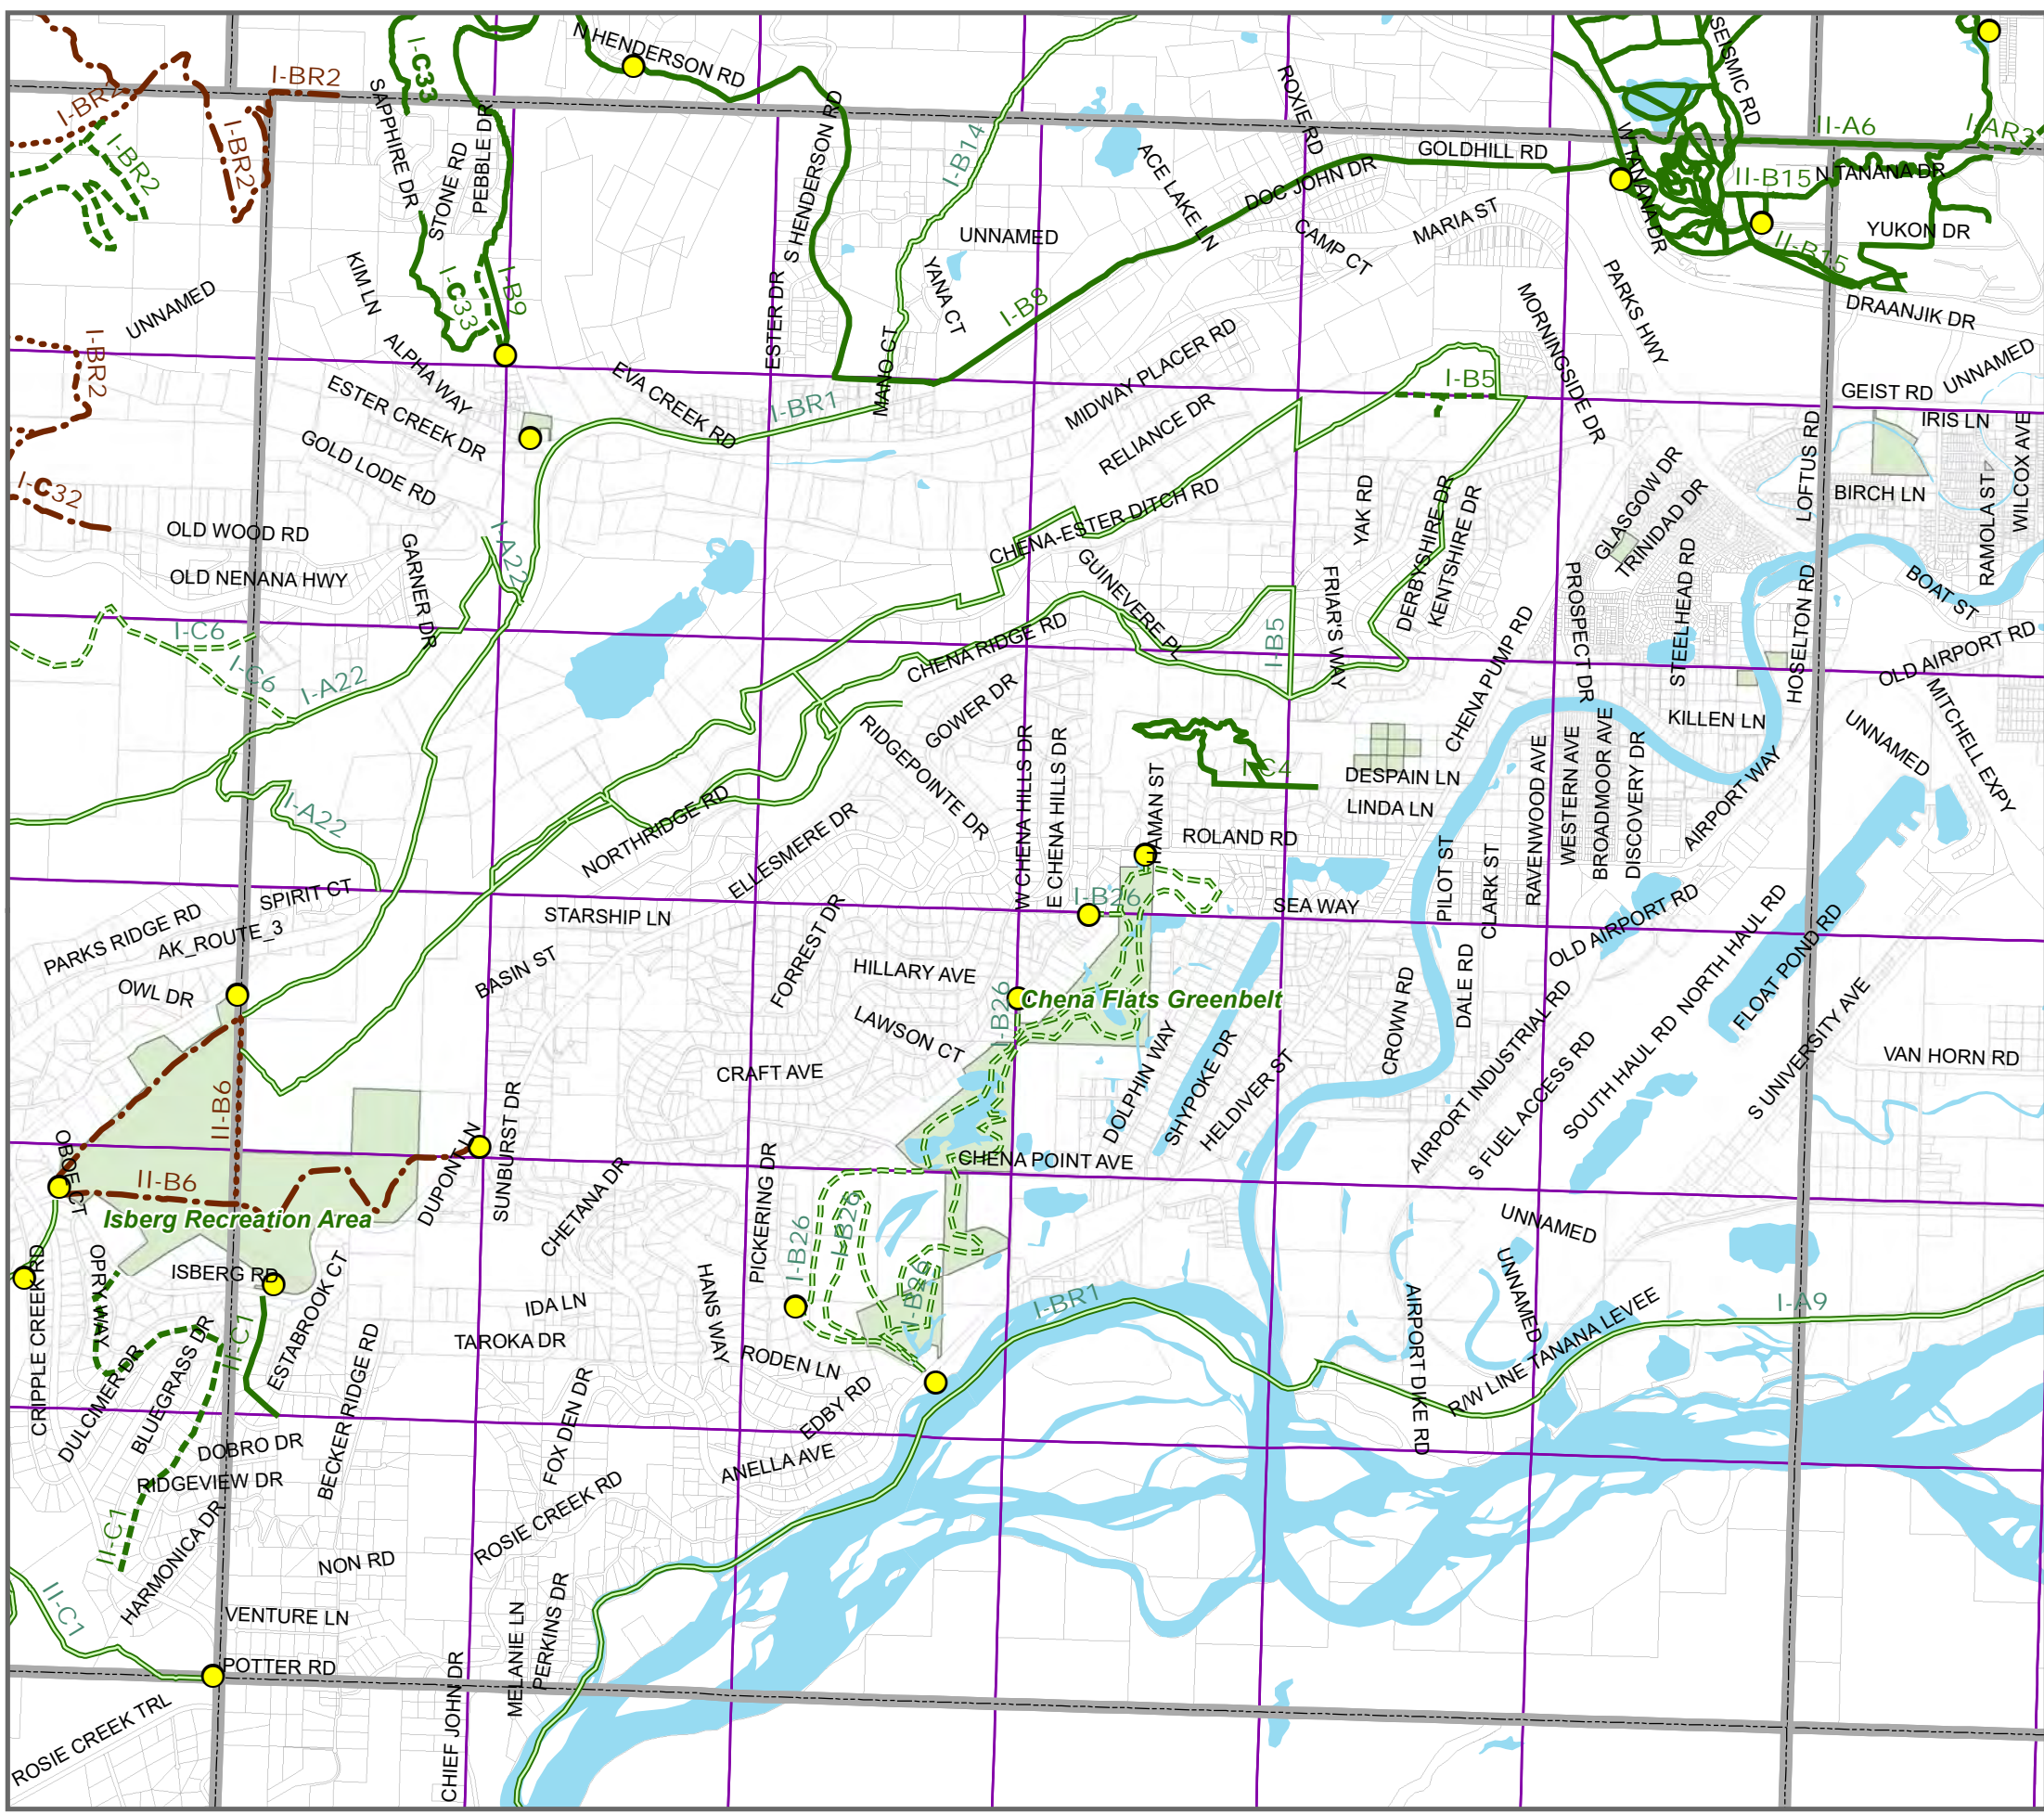 SEISMIC RD
N HENDERSON RD
I-C33
I-BR2
I-BR2
I-BR2
I-BR2
SAPPHIRE DR
STONE RD
PEBBLE DR
S HENDERSON RD
I-B14
ROXIE RD
ACE LAKE LN
GOLDHILL RD
DOC JOHN DR
W TANANA DR
II-A6
I-AR3
II-B15
N TANANA DR
YUKON DR
II-B15
DRAANJIK DR
UNNAMED
KIM LN
I-C33
I-B9
ESTER DR
UNNAMED
YANA CT
I-B8
CAMP CT
MARIA ST
MORNINGSIDE DR
PARKS HWY
I-BR2
ALPHA WAY
ESTER CREEK DR
GOLD LODE RD
EVA CREEK RD
I-BR1
MANO CT
MIDWAY PLACER RD
RELIANCE DR
I-B5
GEIST RD
UNNAMED
IRIS LN
LOFTUS RD
BIRCH LN
RAMOLA ST
WILCOX AVE
I-C32
OLD WOOD RD
OLD NENANA HWY
GARNER DR
I-A22
CHENA-ESTER DITCH RD
YAK RD
DERBYSHIRE DR
KENTSHIRE DR
GLASGOW DR
TRINIDAD DR
STEELHEAD RD
PROSPECT DR
HOSELTON RD
BOAT ST
OLD AIRPORT RD
I-C6
I-C6
I-A22
CHENA RIDGE RD
GUINEVERE PL
I-B5
FRIAR'S WAY
CHENA PUMP RD
KILLEN LN
UNNAMED
MITCHELL EXPY
GOWER DR
RIDGEPOINTE DR
W CHENA HILLS DR
E CHENA HILLS DR
HAMAN ST
I-C4
DESPAIN LN
LINDA LN
ROLAND RD
RAVENWOOD AVE
WESTERN AVE
BROADMOOR AVE
DISCOVERY DR
AIRPORT WAY
I-A22
NORTHRIDGE RD
ELLESMERE DR
PILOT ST
CLARK ST
SPIRIT CT
PARKS RIDGE RD
AK_ROUTE_3
OWL DR
STARSHIP LN
BASIN ST
FORREST DR
HILLARY AVE
LAWSON CT
I-B26
SEA WAY
OLD AIRPORT RD
DALE RD
CROWN RD
NORTH HAUL RD
FLOAT POND RD
SOUTH HAUL RD
S UNIVERSITY AVE
VAN HORN RD
Chena Flats Greenbelt
I-B26
CRAFT AVE
DOLPHIN WAY
SHYPOKE DR
HELDIVER ST
AIRPORT INDUSTRIAL RD
S FUEL ACCESS RD
II-B6
OBOE CT
II-B6
Isberg Recreation Area
DUPONT LN
SUNBURST DR
CHETANA DR
PICKERING DR
CHENA POINT AVE
I-B26
I-B26
I-B26
UNNAMED
UNNAMED
CRIPPLE CREEK RD
OPRY WAY
ISBERG RD
ESTABROOK CT
II-C1
IDA LN
TAROKA DR
HANS WAY
RODEN LN
I-BR1
AIRPORT DIKE RD
R/W LINE TANANA LEVEE
I-A9
DULCIMER DR
BLUEGRASS DR
BECKER RIDGE RD
FOX DEN DR
EDBY RD
ANELLA AVE
DOBRO DR
RIDGEVIEW DR
II-C1
HARMONICA DR
NON RD
ROSIE CREEK RD
II-C1
VENTURE LN
MELANIE LN
PERKINS DR
POTTER RD
CHIEF JOHN DR
ROSIE CREEK TRL